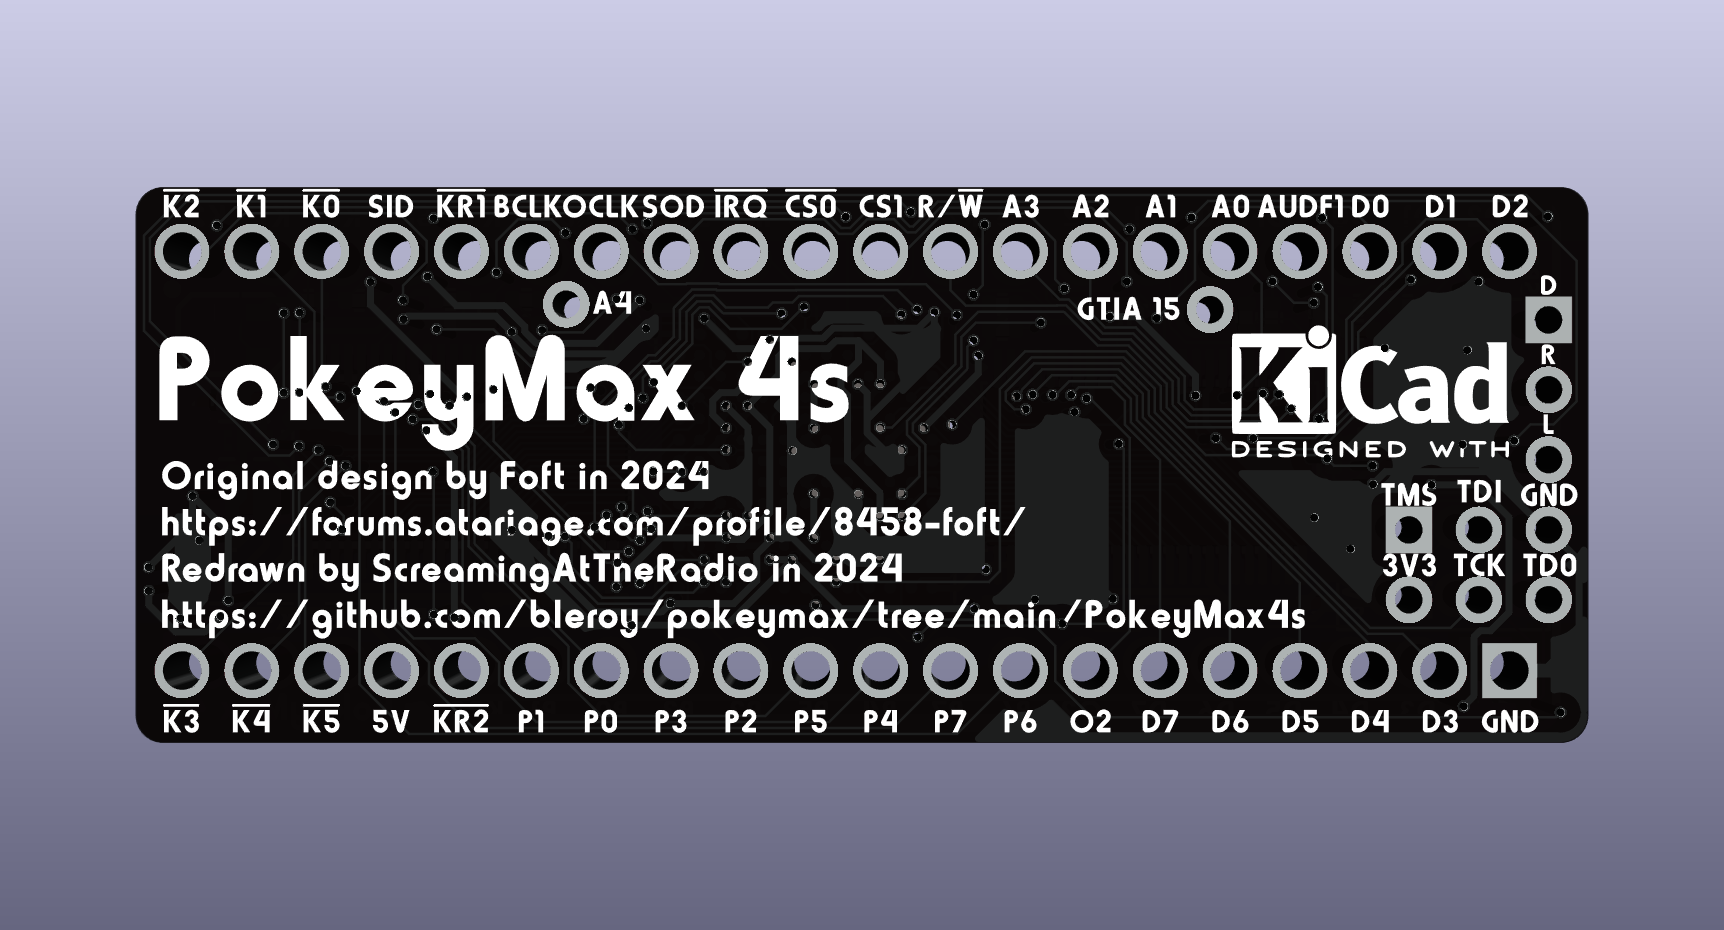 K2 K1 K0 SID KR1 BCLK OCLK SOD IRQ CS0 CS1 R/W A3 A2 A1 A0 AUDF1 D0 D1 D2
A4 GTIA 15 D
R
PokeyMax 4s
KiCad
L
DESIGNED WiTH
Original design by Foft in 2024
TMS TDI GND
https://forums.atariage.com/profile/8458-foft/
Redrawn by ScreamingAtTheRadio in 2024
3V3 TCK TDO
https://github.com/bleroy/pokeymax/tree/main/PokeyMax4s
K3 K4 K5 5V KR2 P1 P0 P3 P2 P5 P4 P7 P6 O2 D7 D6 D5 D4 D3 GND